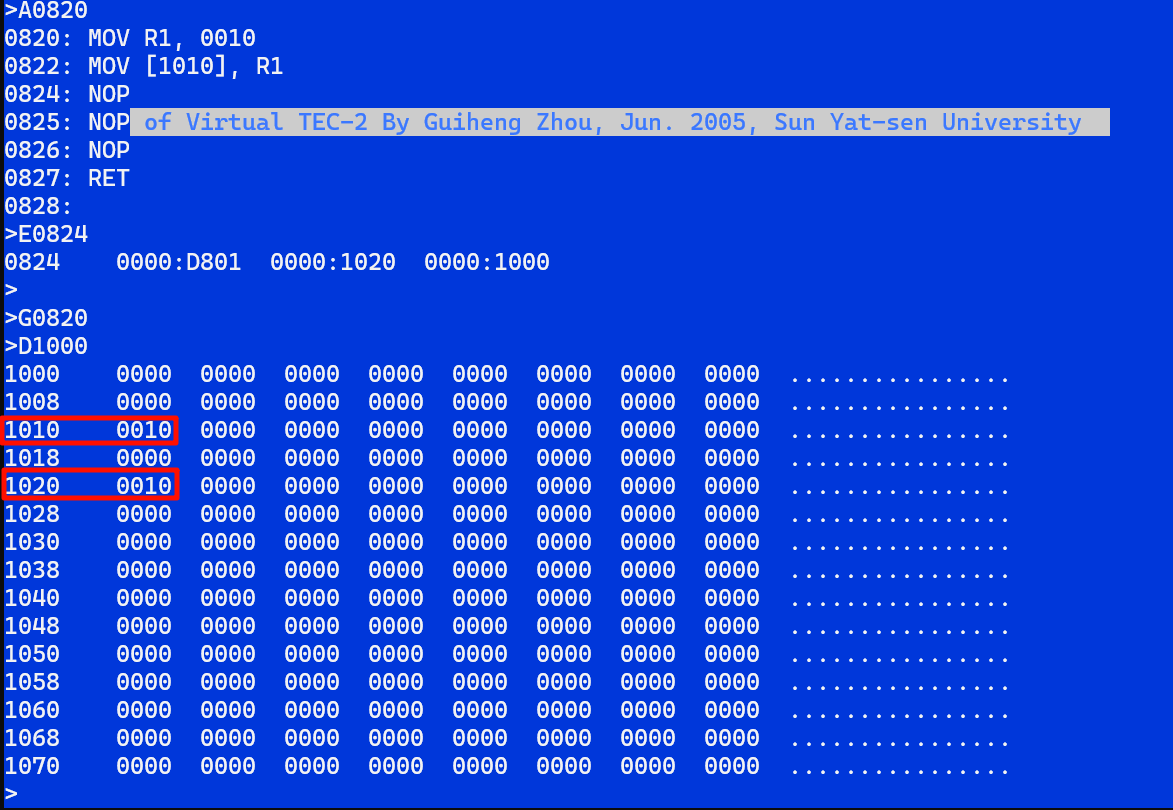 >A0820
0820: MOV R1, 0010
0822: MOV [1010], R1
0824: NOP
0825: NOP of Virtual TEC-2 By Guiheng Zhou, Jun. 2005, Sun Yat-sen University
0826: NOP
0827: RET
0828:
>E0824
0824    0000:D801  0000:1020  0000:1000
>
>G0820
>D1000
1000    0000  0000  0000  0000  0000  0000  0000  0000  ................
1008    0000  0000  0000  0000  0000  0000  0000  0000  ................
1010    0010  0000  0000  0000  0000  0000  0000  0000  ................
1018    0000  0000  0000  0000  0000  0000  0000  0000  ................
1020    0010  0000  0000  0000  0000  0000  0000  0000  ................
1028    0000  0000  0000  0000  0000  0000  0000  0000  ................
1030    0000  0000  0000  0000  0000  0000  0000  0000  ................
1038    0000  0000  0000  0000  0000  0000  0000  0000  ................
1040    0000  0000  0000  0000  0000  0000  0000  0000  ................
1048    0000  0000  0000  0000  0000  0000  0000  0000  ................
1050    0000  0000  0000  0000  0000  0000  0000  0000  ................
1058    0000  0000  0000  0000  0000  0000  0000  0000  ................
1060    0000  0000  0000  0000  0000  0000  0000  0000  ................
1068    0000  0000  0000  0000  0000  0000  0000  0000  ................
1070    0000  0000  0000  0000  0000  0000  0000  0000  ................
>